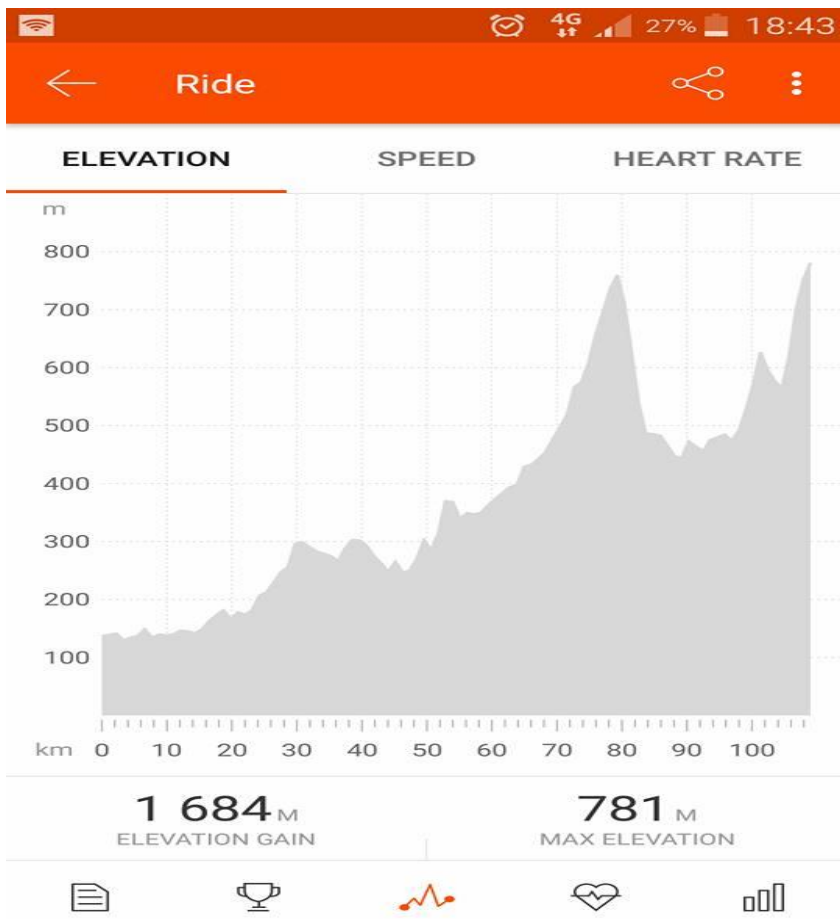 4G 27% 18:43
Ride
ELEVATION SPEED HEART RATE
m
800
700
600
500
400
300
200
100
km 0 10 20 30 40 50 60 70 80 90 100
1 684 M 781 M
ELEVATION GAIN MAX ELEVATION